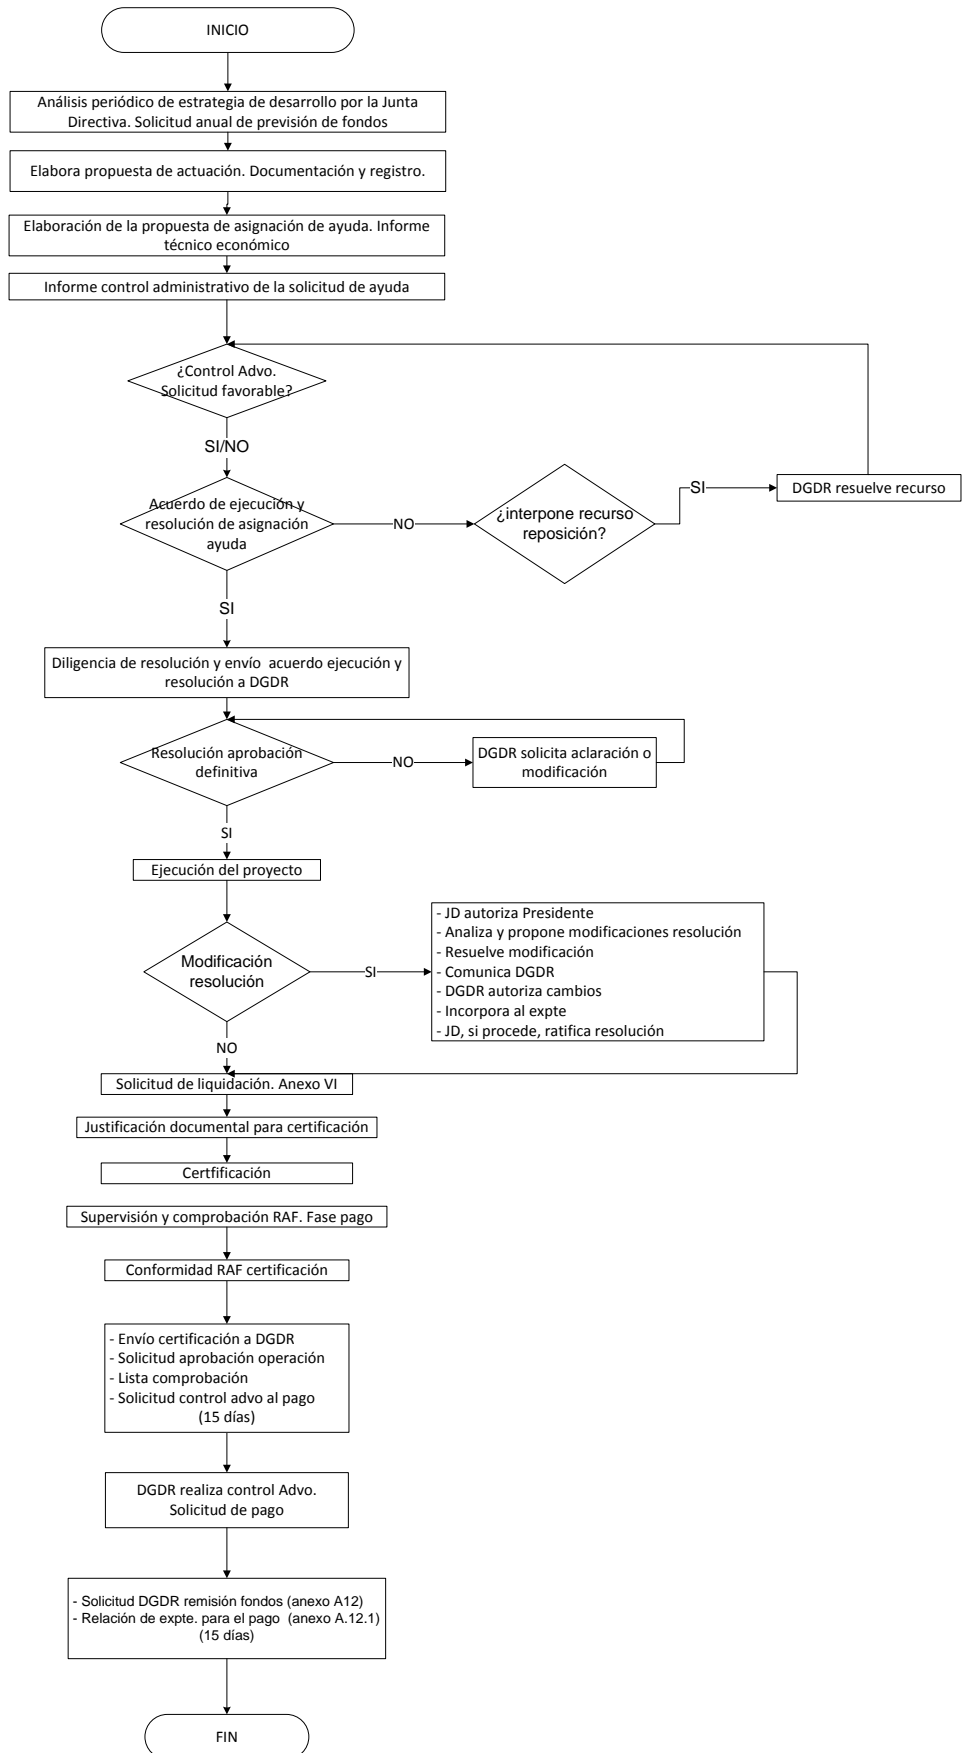 INICIO
Análisis periódico de estrategia de desarrollo por la Junta
Directiva. Solicitud anual de previsión de fondos
Elabora propuesta de actuación. Documentación y registro.
Elaboración de la propuesta de asignación de ayuda. Informe
técnico económico
Informe control administrativo de la solicitud de ayuda
¿Control Advo.
Solicitud favorable?
SI/NO
Acuerdo de ejecución y
resolución de asignación
ayuda
NO
¿interpone recurso
reposición?
SI
DGDR resuelve recurso
SI
Diligencia de resolución y envío acuerdo ejecución y
resolución a DGDR
Resolución aprobación
definitiva
NO
DGDR solicita aclaración o
modificación
SI
Ejecución del proyecto
Modificación
resolución
SI
- JD autoriza Presidente
- Analiza y propone modificaciones resolución
- Resuelve modificación
- Comunica DGDR
- DGDR autoriza cambios
- Incorpora al expte
- JD, si procede, ratifica resolución
NO
Solicitud de liquidación. Anexo VI
Justificación documental para certificación
Certfificación
Supervisión y comprobación RAF. Fase pago
Conformidad RAF certificación
- Envío certificación a DGDR
- Solicitud aprobación operación
- Lista comprobación
- Solicitud control advo al pago
(15 días)
DGDR realiza control Advo.
Solicitud de pago
- Solicitud DGDR remisión fondos (anexo A12)
- Relación de expte. para el pago (anexo A.12.1)
(15 días)
FIN